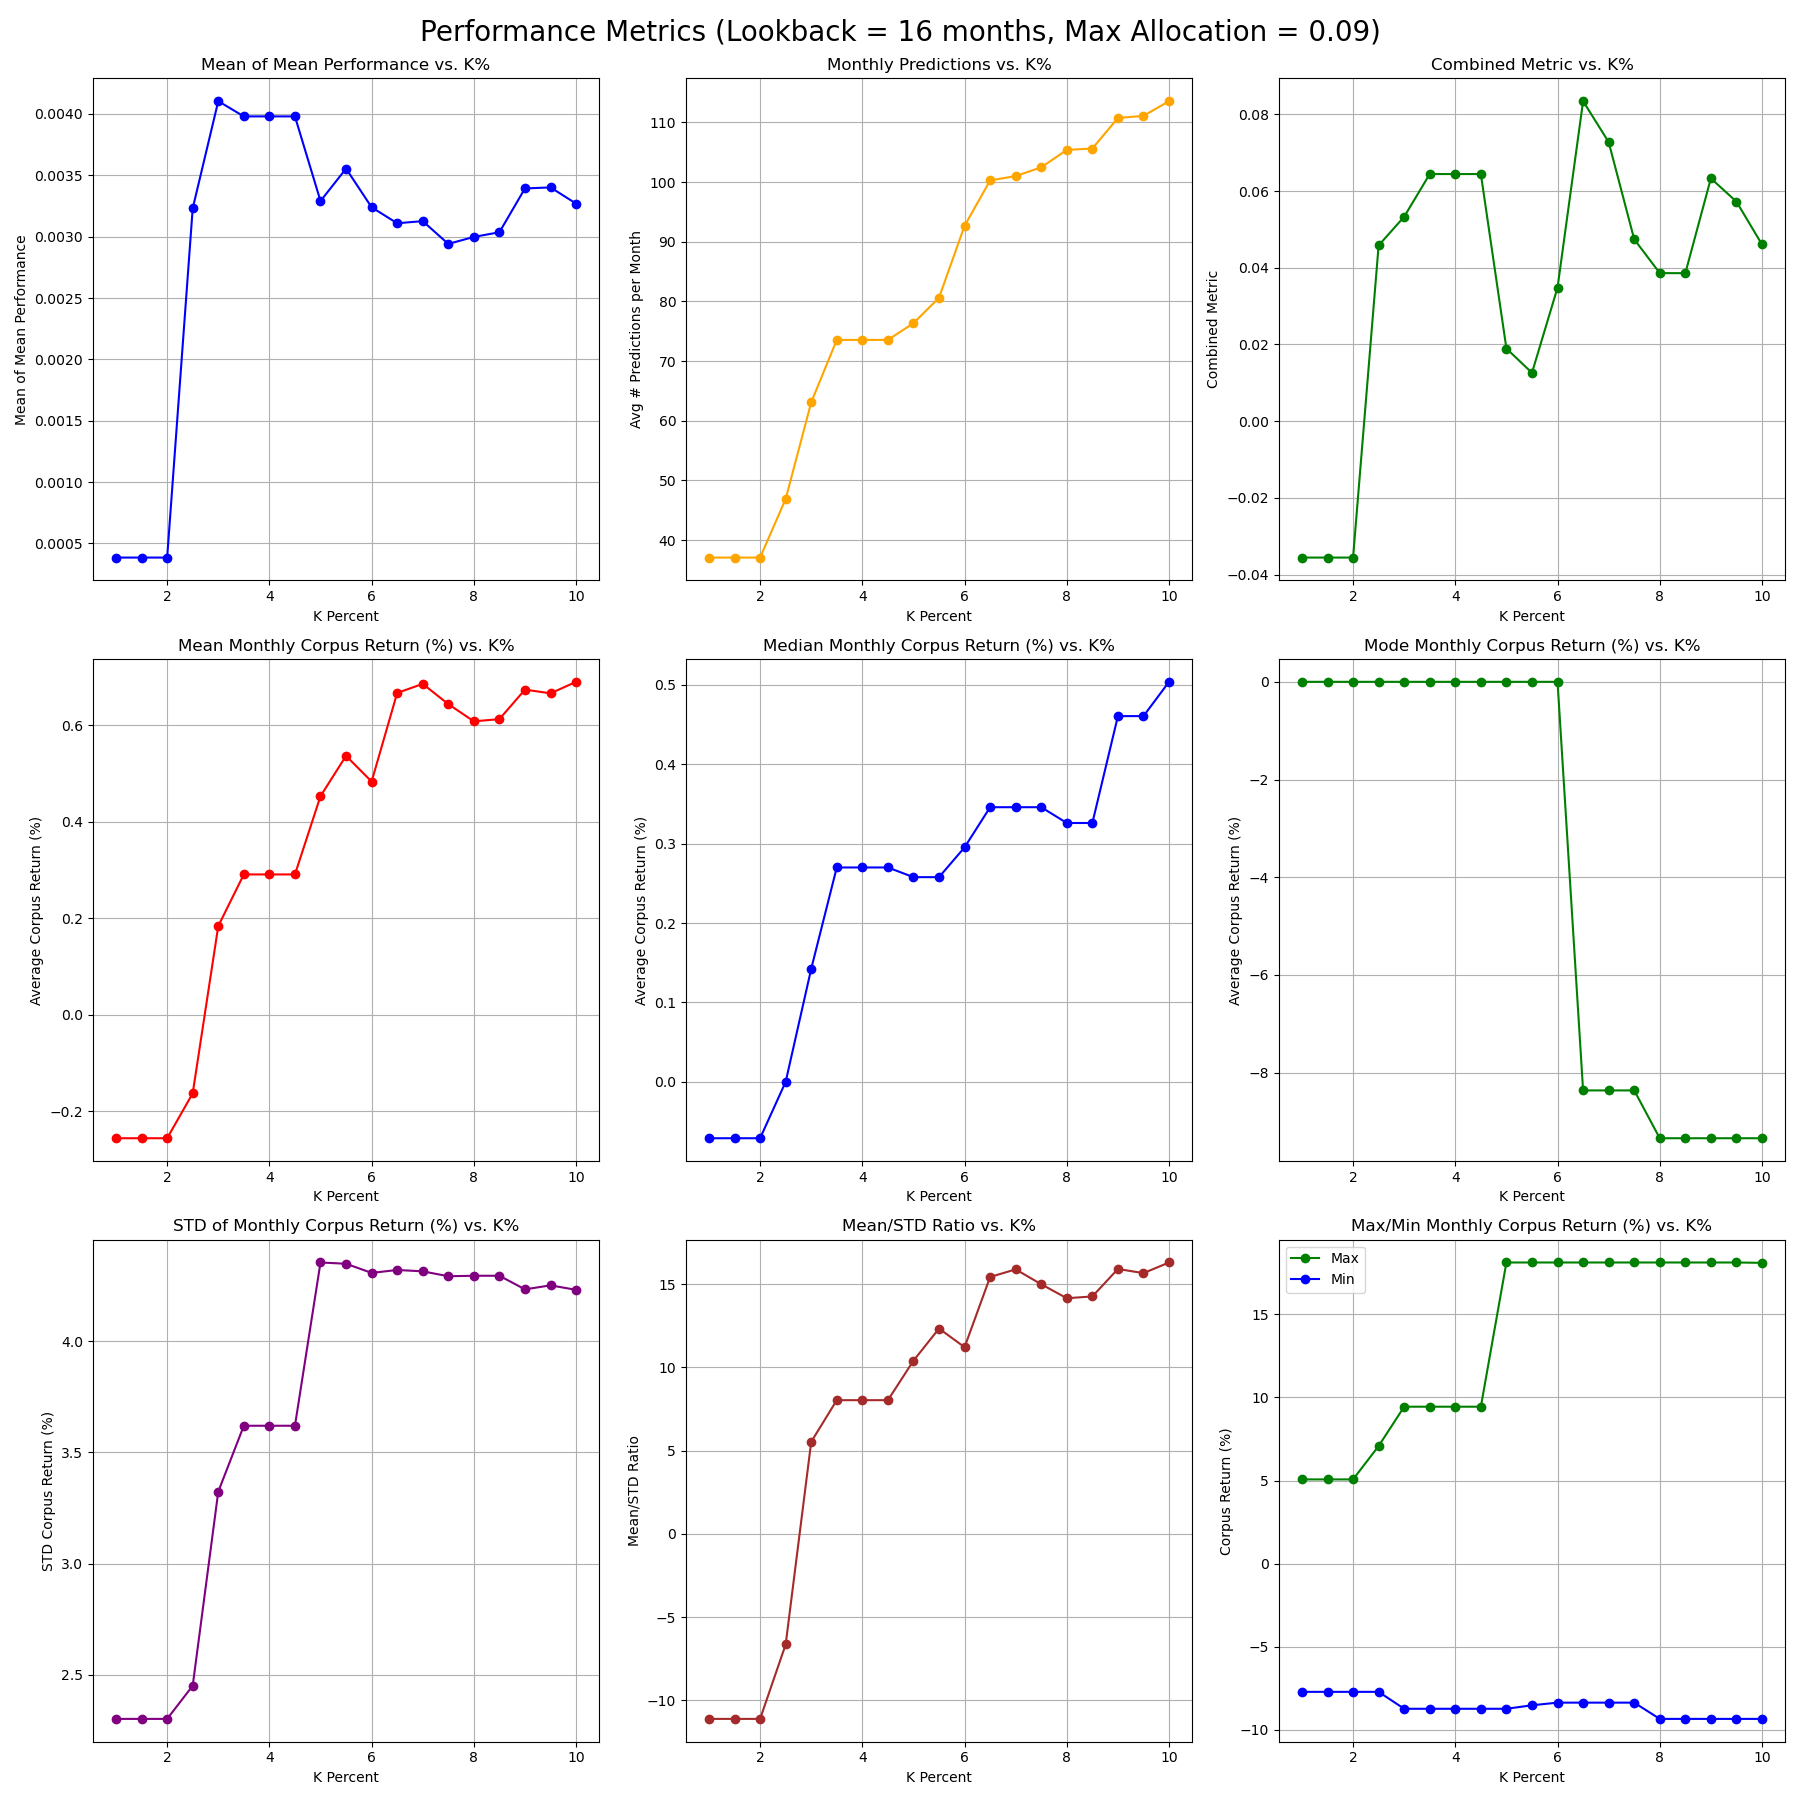 Performance Metrics (Lookback = 16 months, Max Allocation = 0.09)
Mean of Mean Performance vs. K%
Mean of Mean Performance
0.0040
0.0035
0.0030
0.0025
0.0020
0.0015
0.0010
0.0005
2 4 6 8 10
K Percent
Monthly Predictions vs. K%
Avg # Predictions per Month
110
100
90
80
70
60
50
40
2 4 6 8 10
K Percent
Combined Metric vs. K%
Combined Metric
0.08
0.06
0.04
0.02
0.00
−0.02
−0.04
2 4 6 8 10
K Percent
Mean Monthly Corpus Return (%) vs. K%
Average Corpus Return (%)
0.6
0.4
0.2
0.0
−0.2
2 4 6 8 10
K Percent
Median Monthly Corpus Return (%) vs. K%
Average Corpus Return (%)
0.5
0.4
0.3
0.2
0.1
0.0
2 4 6 8 10
K Percent
Mode Monthly Corpus Return (%) vs. K%
Average Corpus Return (%)
0
−2
−4
−6
−8
2 4 6 8 10
K Percent
STD of Monthly Corpus Return (%) vs. K%
STD Corpus Return (%)
4.0
3.5
3.0
2.5
2 4 6 8 10
K Percent
Mean/STD Ratio vs. K%
Mean/STD Ratio
15
10
5
0
−5
−10
2 4 6 8 10
K Percent
Max/Min Monthly Corpus Return (%) vs. K%
Max
Min
Corpus Return (%)
15
10
5
0
−5
−10
2 4 6 8 10
K Percent